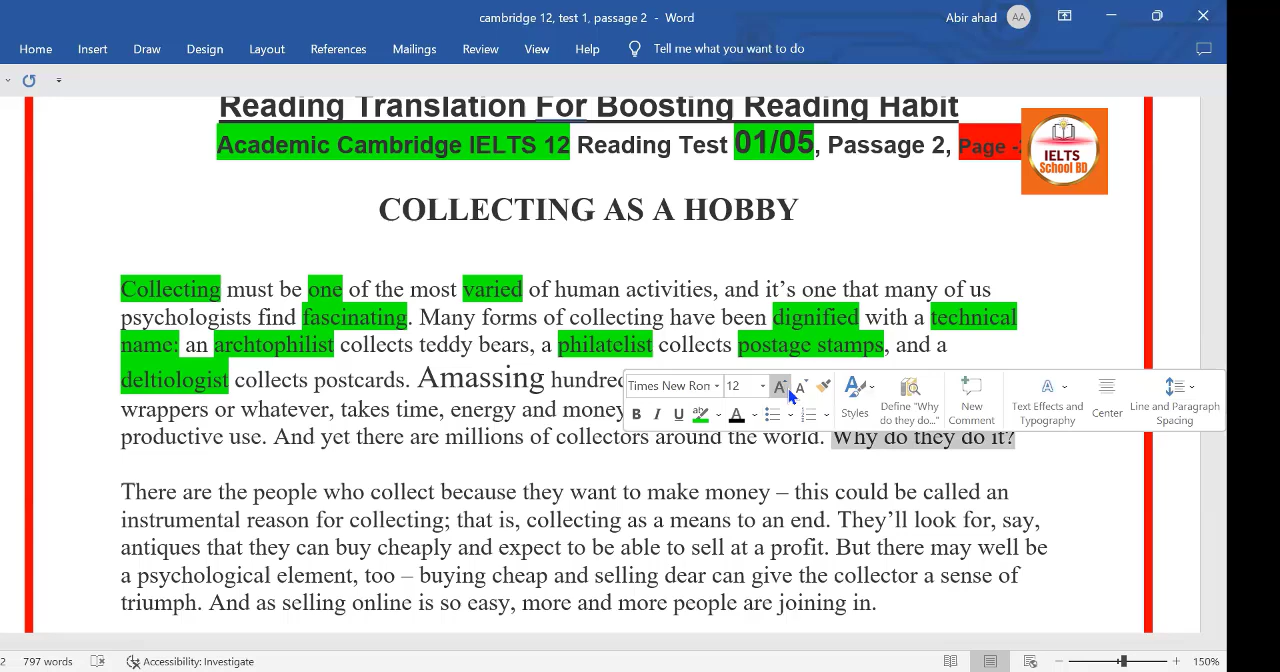 cambridge 12, test 1, passage 2 - Word
Abir ahad
AA
Home Insert Draw Design Layout References Mailings Review View Help Tell me what you want to do
Reading Translation For Boosting Reading Habit
Academic Cambridge IELTS 12 Reading Test 01/05, Passage 2, Page -
IELTS
School BD
COLLECTING AS A HOBBY
Collecting must be one of the most varied of human activities, and it's one that many of us
psychologists find fascinating. Many forms of collecting have been dignified with a technical
name: an archtophilist collects teddy bears, a philatelist collects postage stamps, and a
deltiologist collects postcards. Amassing hundred
wrappers or whatever, takes time, energy and money
productive use. And yet there are millions of collectors around the world. Why do they do it?
Times New Ron 12 A A
B I U ab A
Styles
Define "Why
do they do..."
New
Comment
Text Effects and
Typography
Center
Line and Paragraph
Spacing
There are the people who collect because they want to make money – this could be called an
instrumental reason for collecting; that is, collecting as a means to an end. They'll look for, say,
antiques that they can buy cheaply and expect to be able to sell at a profit. But there may well be
a psychological element, too – buying cheap and selling dear can give the collector a sense of
triumph. And as selling online is so easy, more and more people are joining in.
2 797 words Accessibility: Investigate 150%